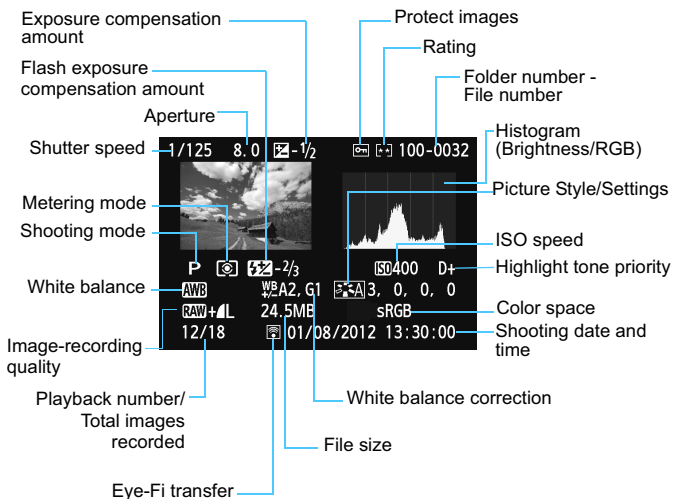 Exposure compensation
amount
Protect images
Rating
Flash exposure
compensation amount
Folder number -
File number
Aperture
Shutter speed
1/125 8.0 -1/2 100-0032
Histogram
(Brightness/RGB)
Picture Style/Settings
Metering mode
Shooting mode
ISO speed
P -2/3 ISO 400 D+
Highlight tone priority
White balance
AWB WB +/- A2, G1 A 3, 0, 0, 0
RAW+L 24.5MB sRGB
Color space
12/18 01/08/2012 13:30:00
Shooting date and
time
Image-recording
quality
Playback number/
Total images
recorded
White balance correction
File size
Eye-Fi transfer